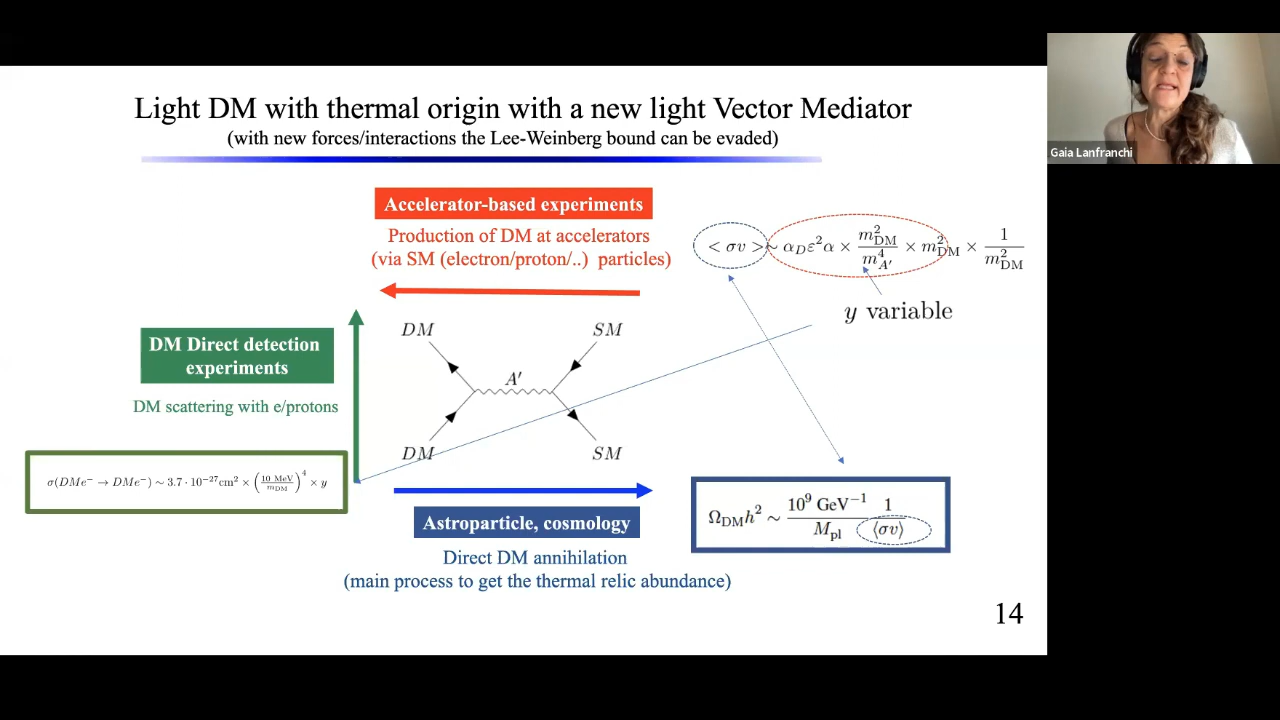 Light DM with thermal origin with a new light Vector Mediator
(with new forces/interactions the Lee-Weinberg bound can be evaded)
Gaia Lanfranchi
Accelerator-based experiments
Production of DM at accelerators
(via SM (electron/proton/..) particles)
< σv > ~ α_D ε² α × m²_DM / m⁴_A′ × m²_DM × 1 / m²_DM
y variable
DM Direct detection
experiments
DM scattering with e/protons
DM
SM
A′
DM
SM
σ(DMe⁻ → DMe⁻) ~ 3.7 · 10⁻²⁷cm² × (10 MeV / m_DM)⁴ × y
Astroparticle, cosmology
Direct DM annihilation
(main process to get the thermal relic abundance)
Ω_DM h² ~ 10⁹ GeV⁻¹ / M_pl 1 / ⟨σv⟩
14